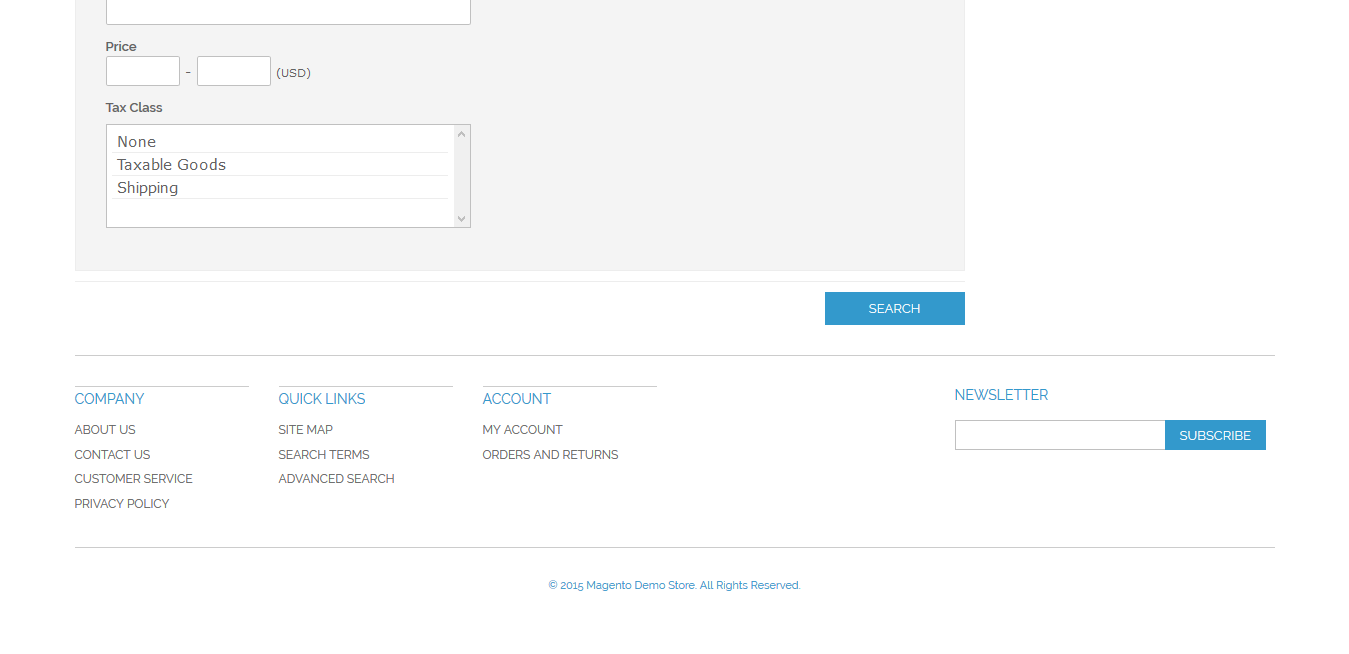 Price
- (USD)
Tax Class
None
Taxable Goods
Shipping
SEARCH
COMPANY
ABOUT US
CONTACT US
CUSTOMER SERVICE
PRIVACY POLICY
QUICK LINKS
SITE MAP
SEARCH TERMS
ADVANCED SEARCH
ACCOUNT
MY ACCOUNT
ORDERS AND RETURNS
NEWSLETTER
SUBSCRIBE
© 2015 Magento Demo Store. All Rights Reserved.